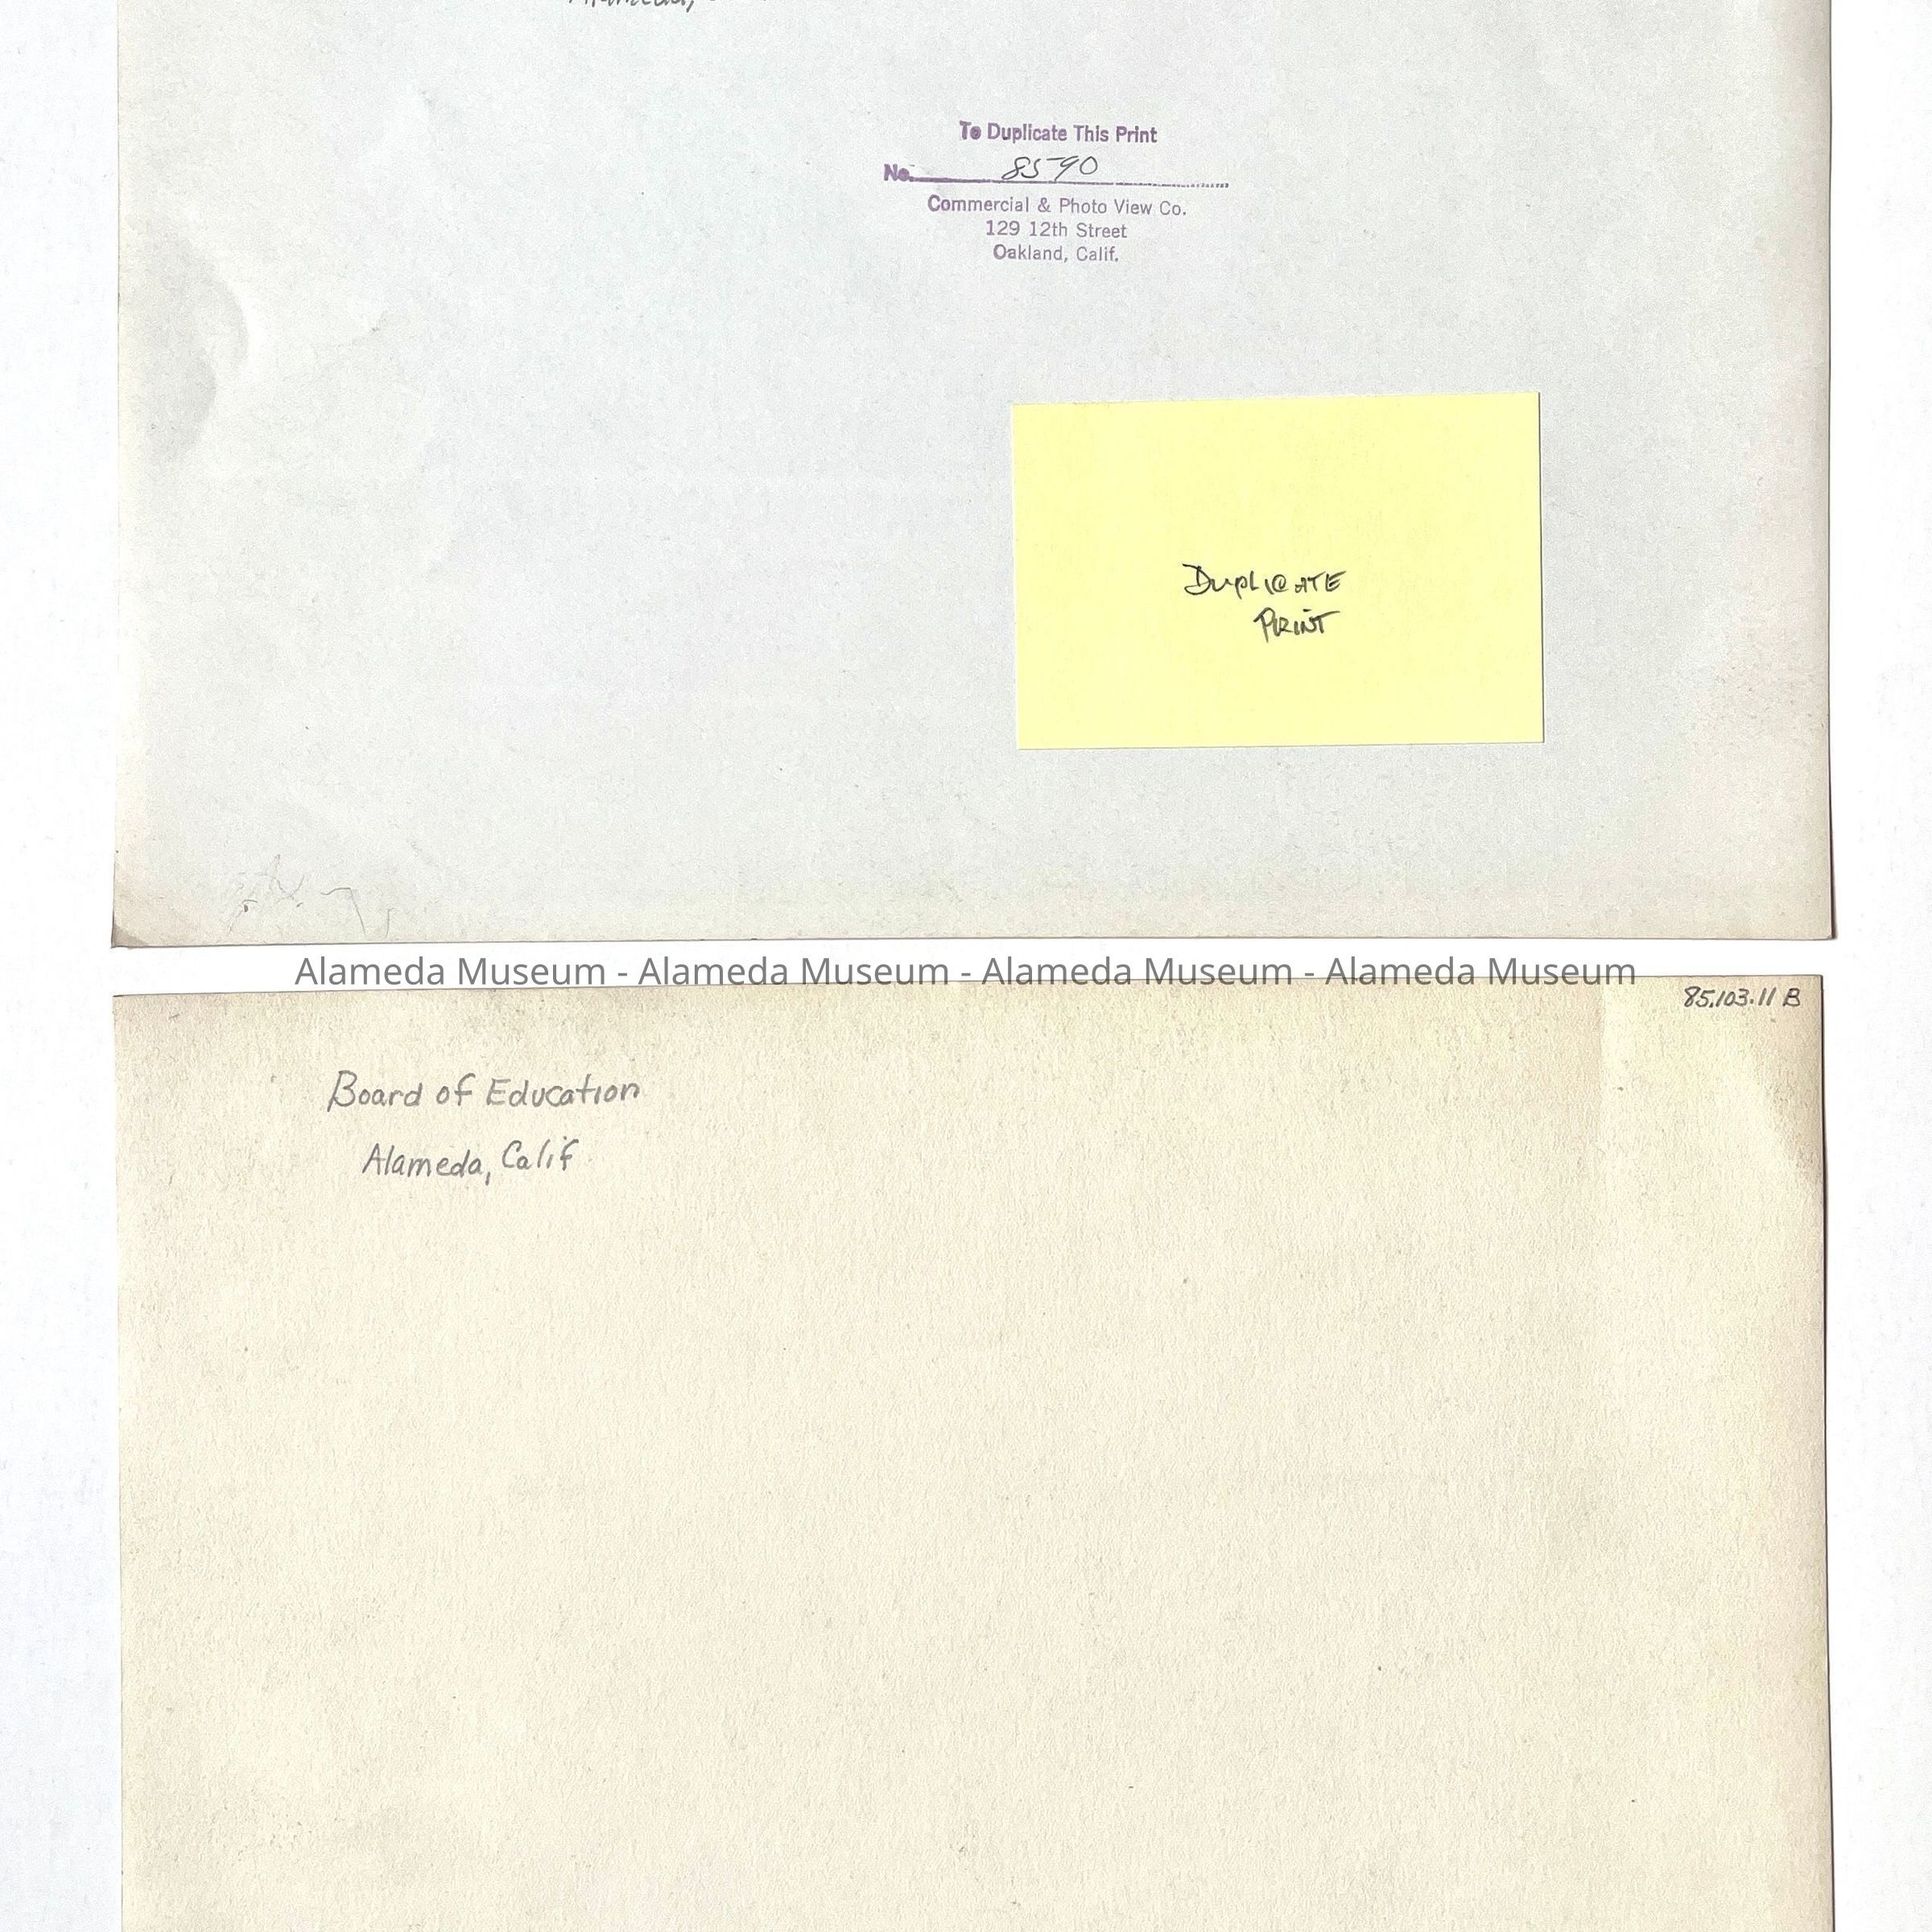 To Duplicate This Print
No. 8590
Commercial & Photo View Co.
129 12th Street
Oakland, Calif.
Duplicate
Print
Alameda Museum - Alameda Museum - Alameda Museum - Alameda Museum
85.103.11 B
Board of Education
Alameda, Calif